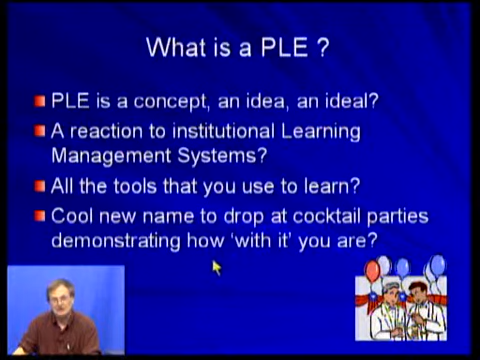 What is a PLE ?
PLE is a concept, an idea, an ideal?
A reaction to institutional Learning
Management Systems?
All the tools that you use to learn?
Cool new name to drop at cocktail parties
demonstrating how ‘with it’ you are?